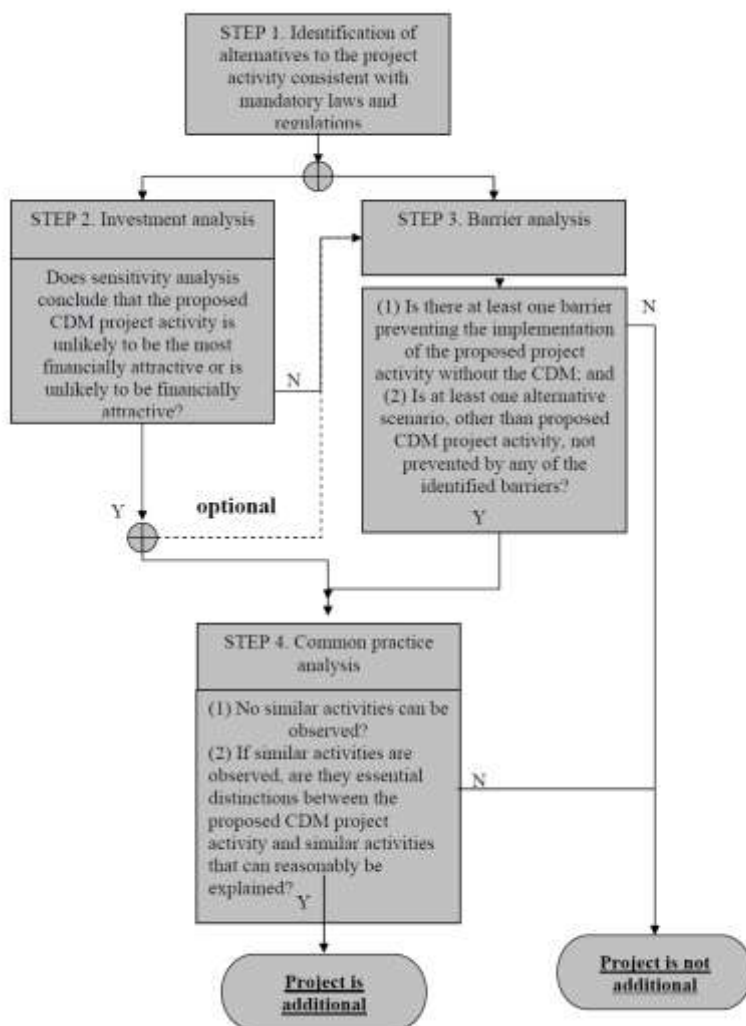 STEP 1. Identification of
alternatives to the project
activity consistent with
mandatory laws and
regulations
STEP 2. Investment analysis
Does sensitivity analysis
conclude that the proposed
CDM project activity is
unlikely to be the most
financially attractive or is
unlikely to be financially
attractive?
N
Y
optional
STEP 3. Barrier analysis
(1) Is there at least one barrier
preventing the implementation
of the proposed project
activity without the CDM; and
(2) Is at least one alternative
scenario, other than proposed
CDM project activity, not
prevented by any of the
identified barriers?
N
Y
STEP 4. Common practice
analysis
(1) No similar activities can be
observed?
(2) If similar activities are
observed, are they essential
distinctions between the
proposed CDM project
activity and similar activities
that can reasonably be
explained?
N
Y
Project is
additional
Project is not
additional